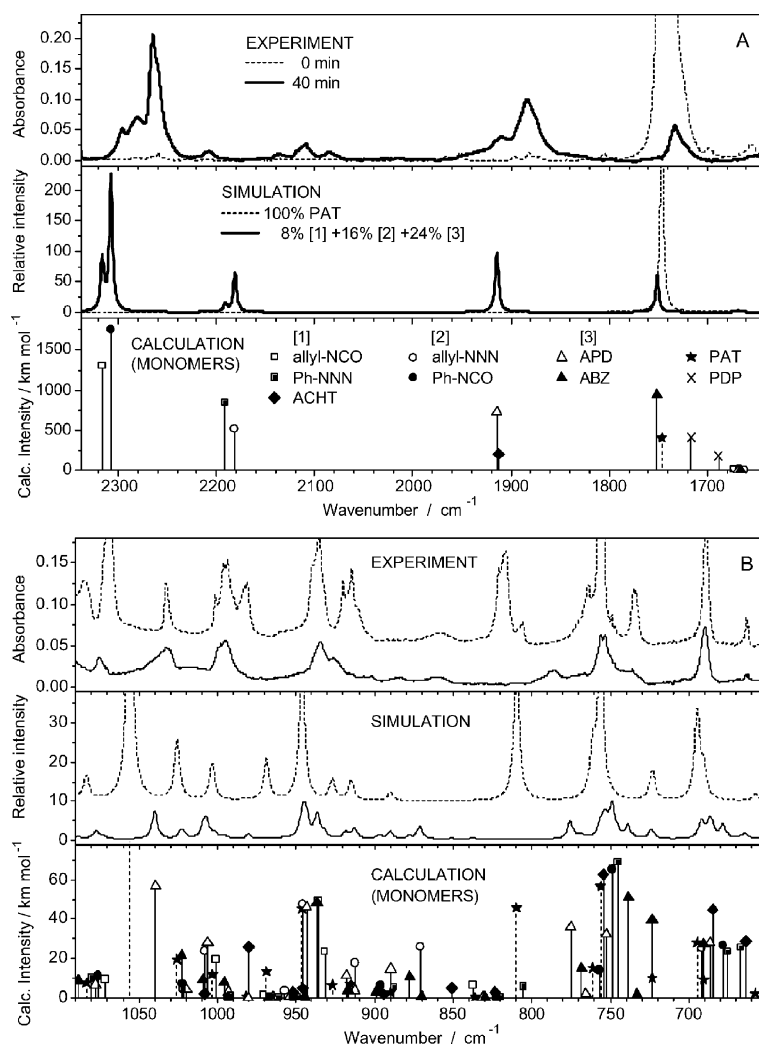 A
EXPERIMENT
0 min
40 min
Absorbance
0.20
0.15
0.10
0.05
0.00
SIMULATION
100% PAT
8% [1] +16% [2] +24% [3]
Relative intensity
200
150
100
50
0
CALCULATION
(MONOMERS)
[1] [2] [3]
allyl-NCO allyl-NNN APD PAT
Ph-NNN Ph-NCO ABZ PDP
ACHT
Calc. Intensity / km mol⁻¹
1500
1000
500
0
2300 2200 2100 2000 1900 1800 1700
Wavenumber / cm⁻¹
B
EXPERIMENT
Absorbance
0.15
0.10
0.05
0.00
SIMULATION
Relative intensity
30
20
10
0
CALCULATION
(MONOMERS)
Calc. Intensity / km mol⁻¹
60
40
20
0
1050 1000 950 900 850 800 750 700
Wavenumber / cm⁻¹